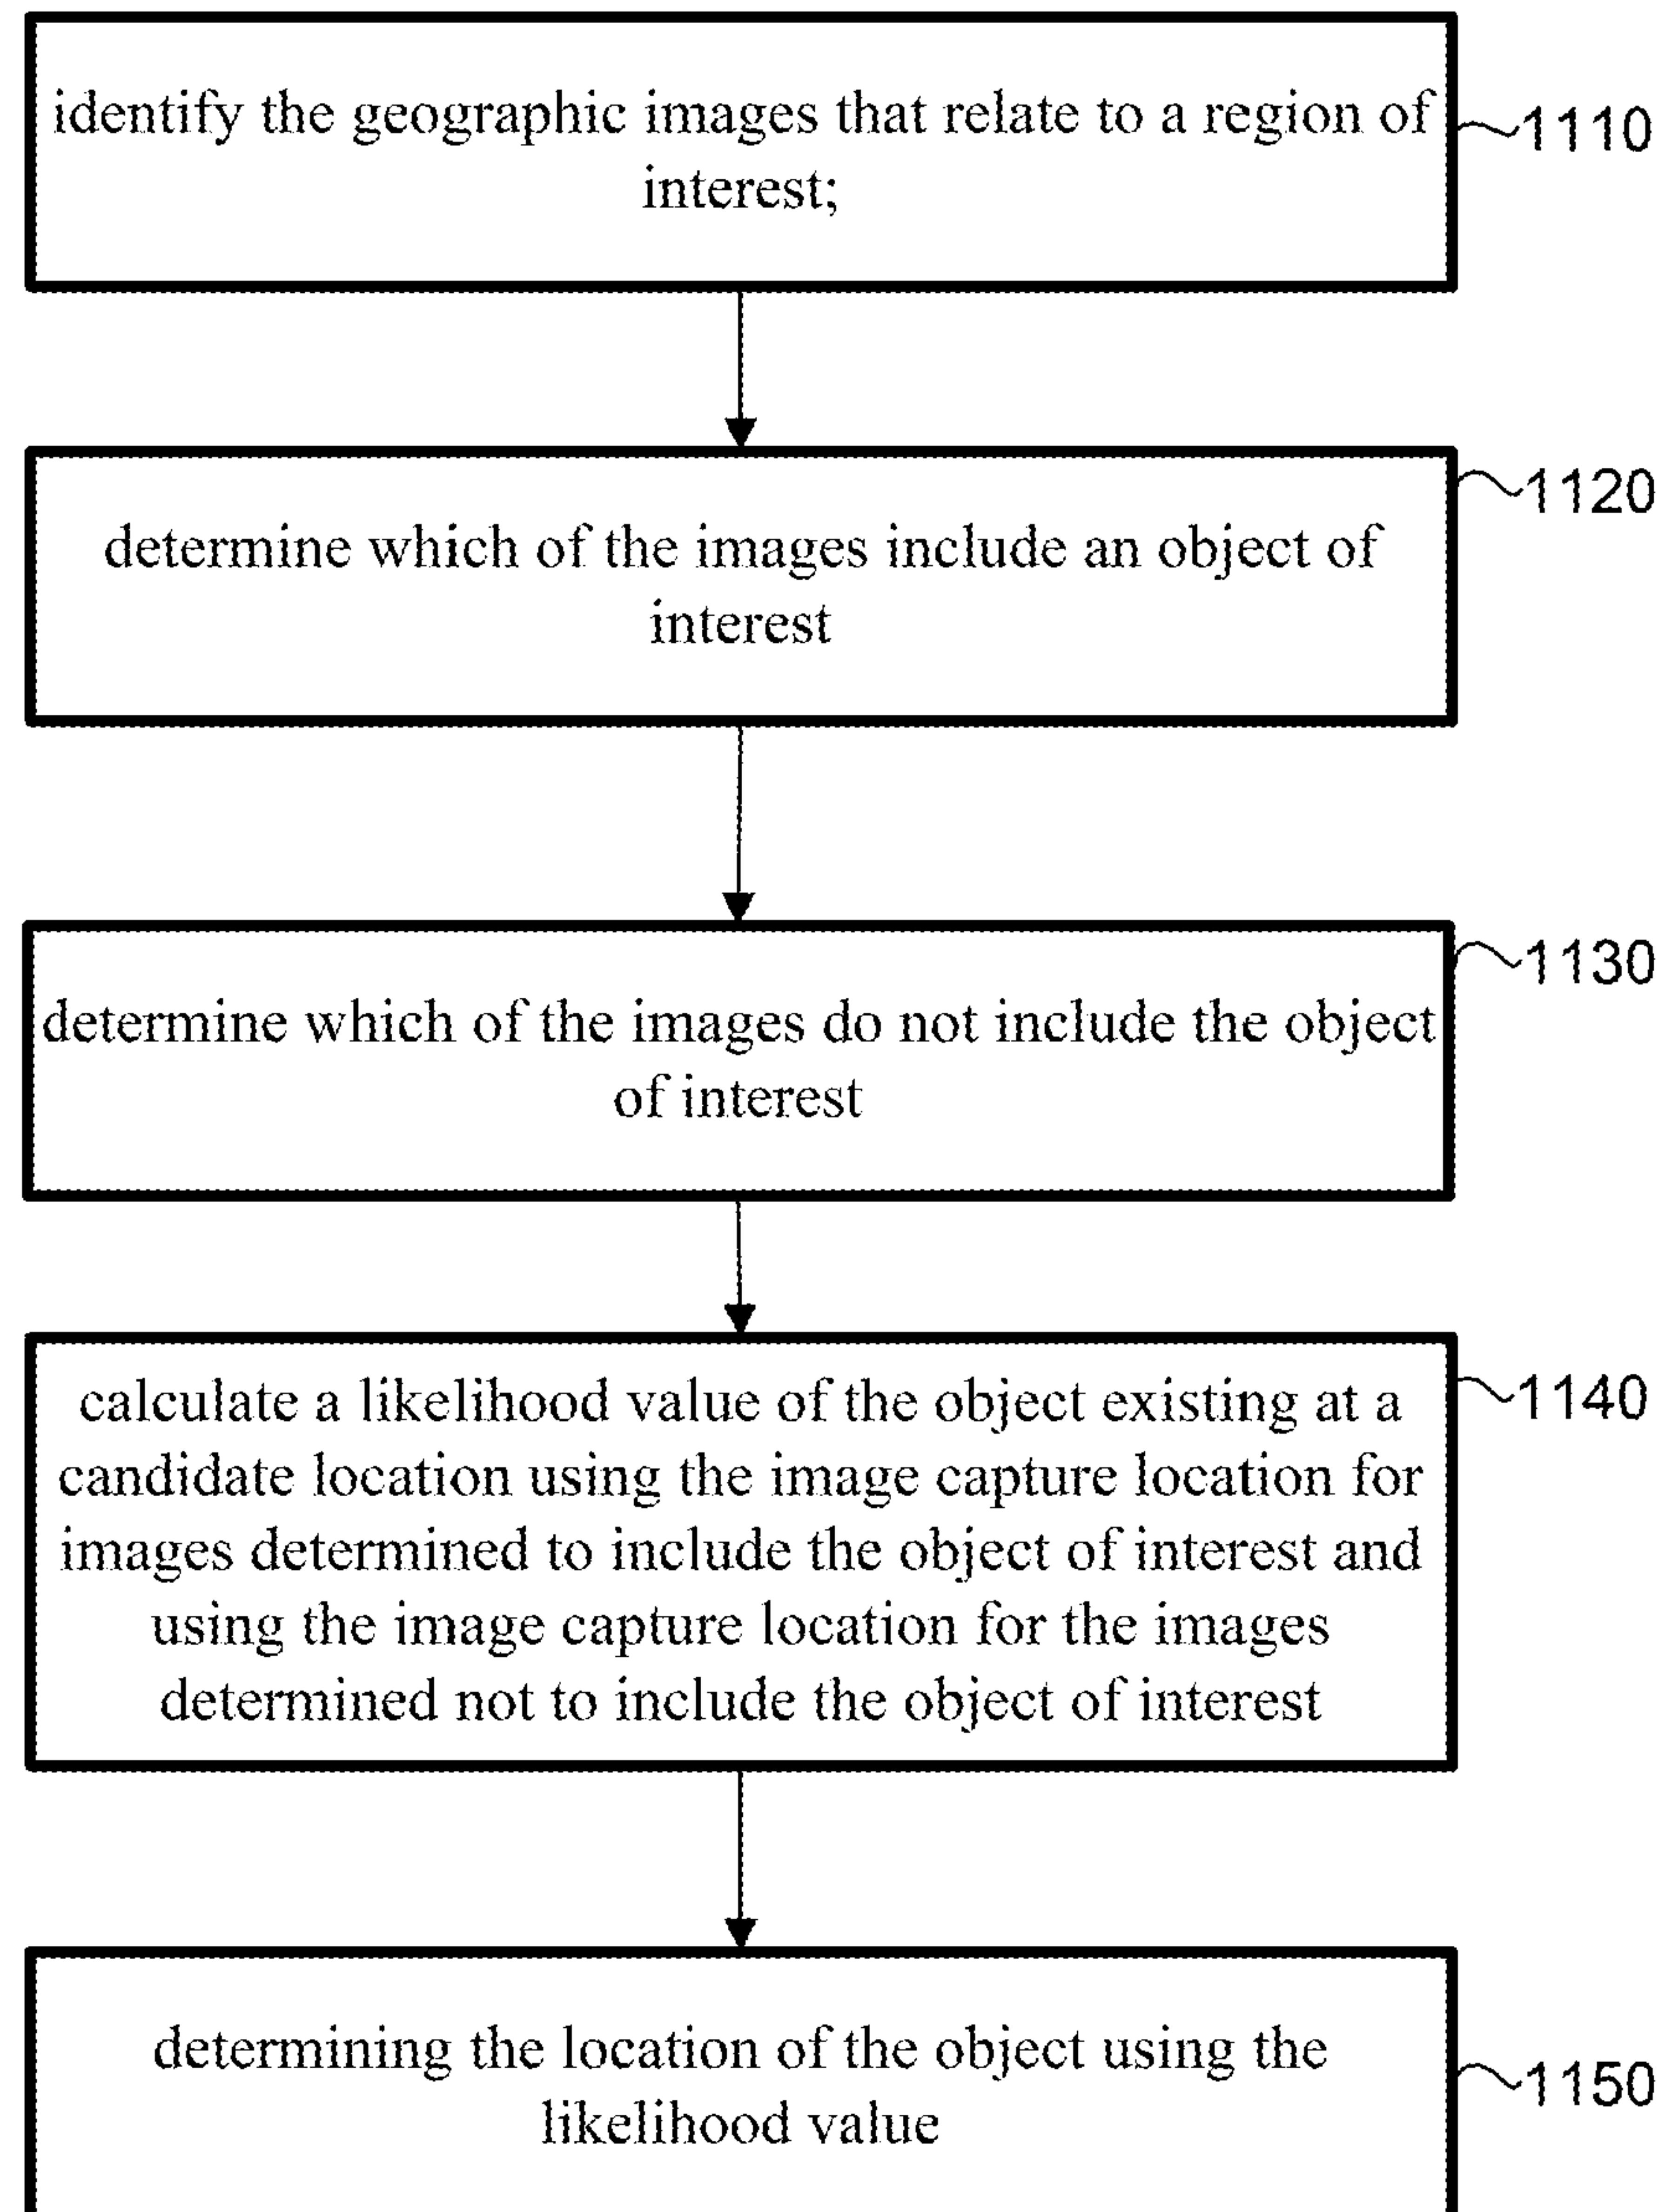 identify the geographic images that relate to a region of
interest;
1110
determine which of the images include an object of
interest
1120
determine which of the images do not include the object
of interest
1130
calculate a likelihood value of the object existing at a
candidate location using the image capture location for
images determined to include the object of interest and
using the image capture location for the images
determined not to include the object of interest
1140
determining the location of the object using the
likelihood value
1150